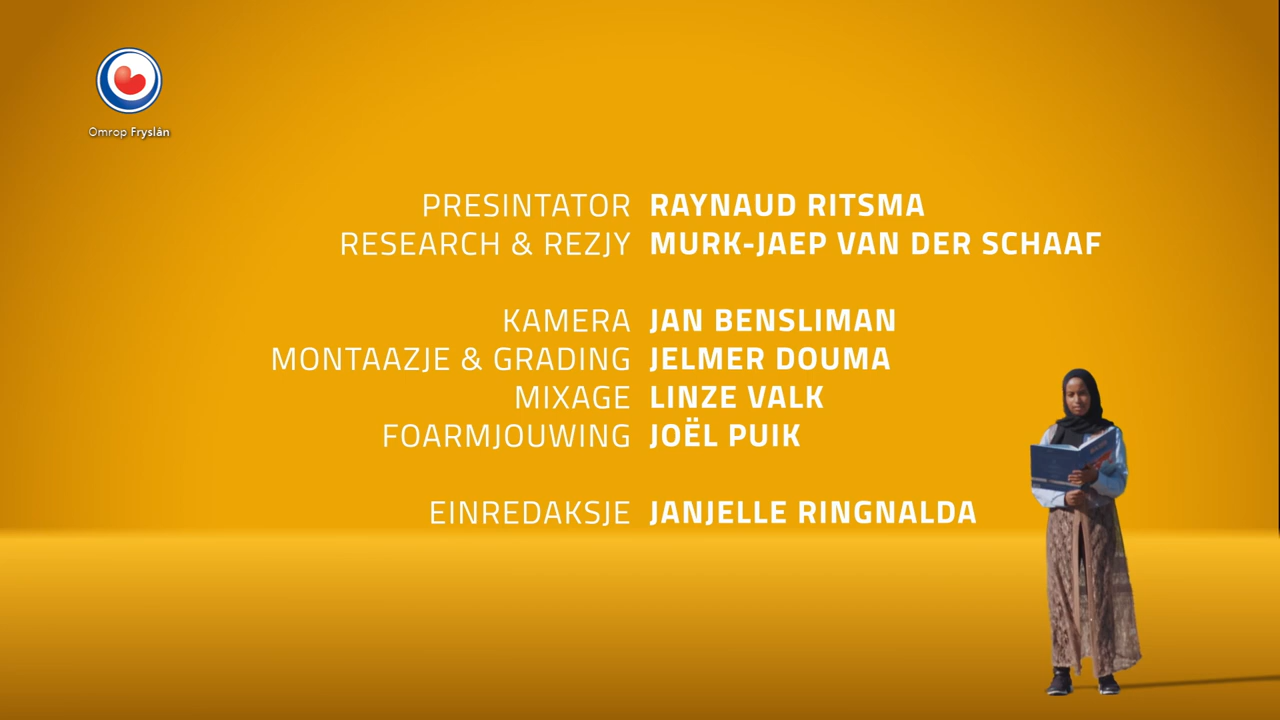 Omrop Fryslân
PRESINTATOR RAYNAUD RITSMA
RESEARCH & REZJY MURK-JAEP VAN DER SCHAAF
KAMERA JAN BENSLIMAN
MONTAAZJE & GRADING JELMER DOUMA
MIXAGE LINZE VALK
FOARMJOUWING JOËL PUIK
EINREDAKSJE JANJELLE RINGNALDA